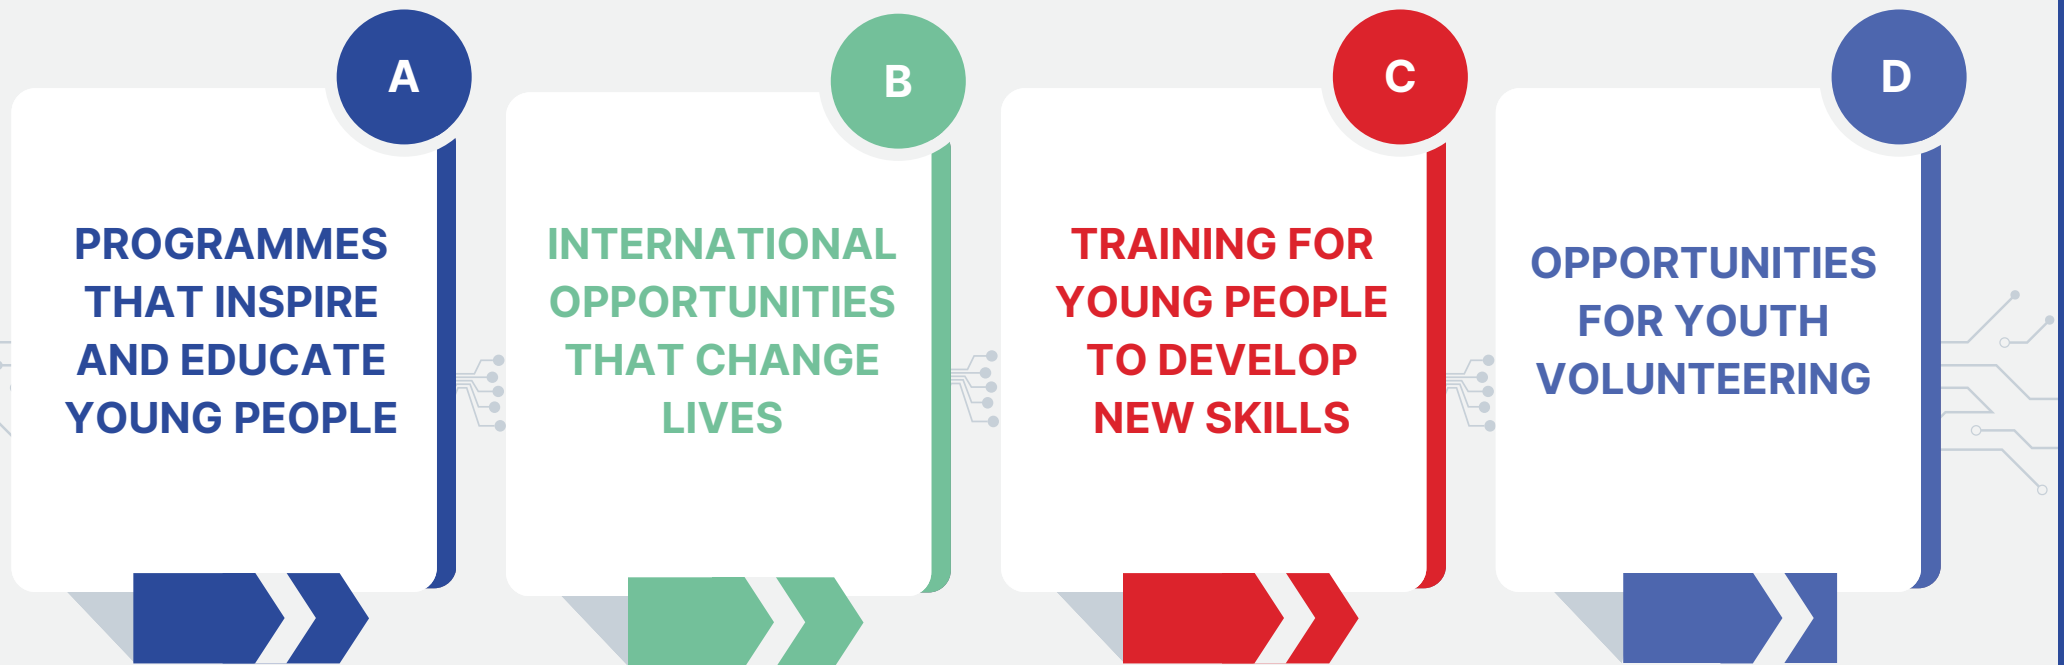 A
PROGRAMMES
THAT INSPIRE
AND EDUCATE
YOUNG PEOPLE
B
INTERNATIONAL
OPPORTUNITIES
THAT CHANGE
LIVES
C
TRAINING FOR
YOUNG PEOPLE
TO DEVELOP
NEW SKILLS
D
OPPORTUNITIES
FOR YOUTH
VOLUNTEERING